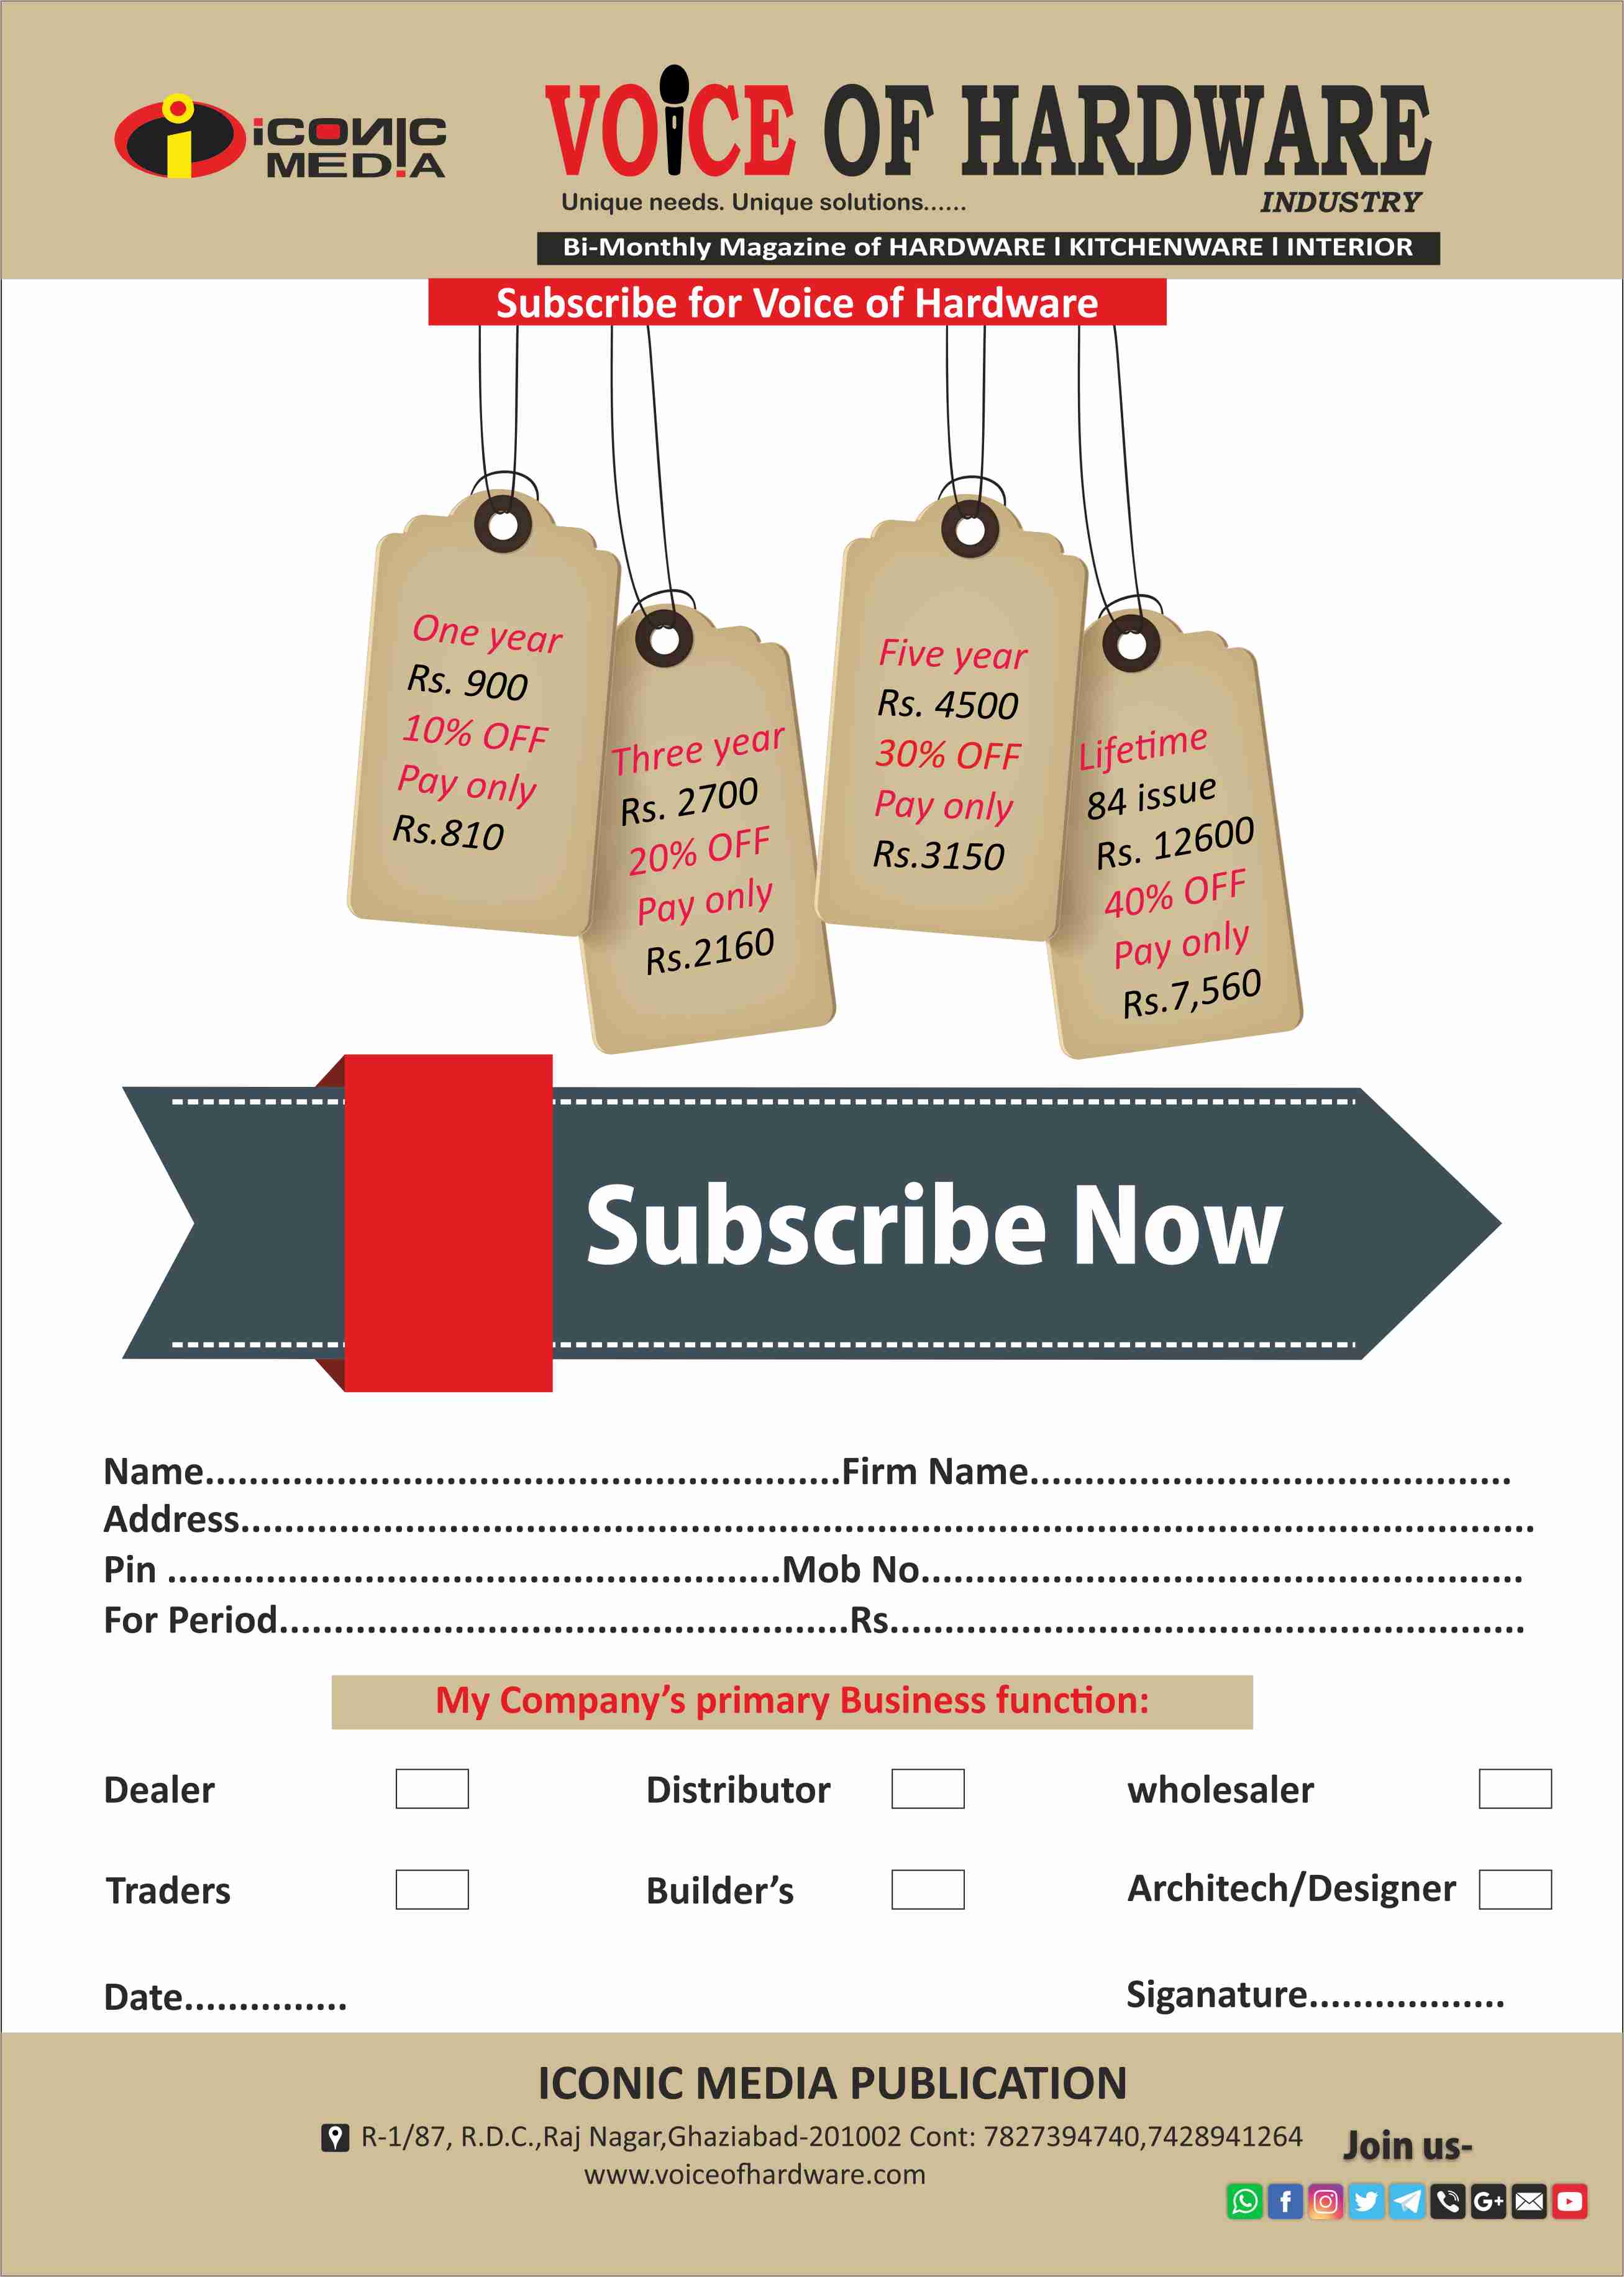 iCONIC
MEDIA
VOICE OF HARDWARE
Unique needs. Unique solutions......
INDUSTRY
Bi-Monthly Magazine of HARDWARE l KITCHENWARE l INTERIOR
Subscribe for Voice of Hardware
One year
Rs. 900
10% OFF
Pay only
Rs.810
Three year
Rs. 2700
20% OFF
Pay only
Rs.2160
Five year
Rs. 4500
30% OFF
Pay only
Rs.3150
Lifetime
84 issue
Rs. 12600
40% OFF
Pay only
Rs.7,560
Subscribe Now
Name..........................................................Firm Name............................................
Address......................................................................................................................
Pin ........................................................Mob No.......................................................
For Period....................................................Rs..........................................................
My Company's primary Business function:
Dealer Distributor wholesaler
Traders Builder's Architech/Designer
Date............... Siganature..................
ICONIC MEDIA PUBLICATION
R-1/87, R.D.C.,Raj Nagar,Ghaziabad-201002 Cont: 7827394740,7428941264
www.voiceofhardware.com
Join us-